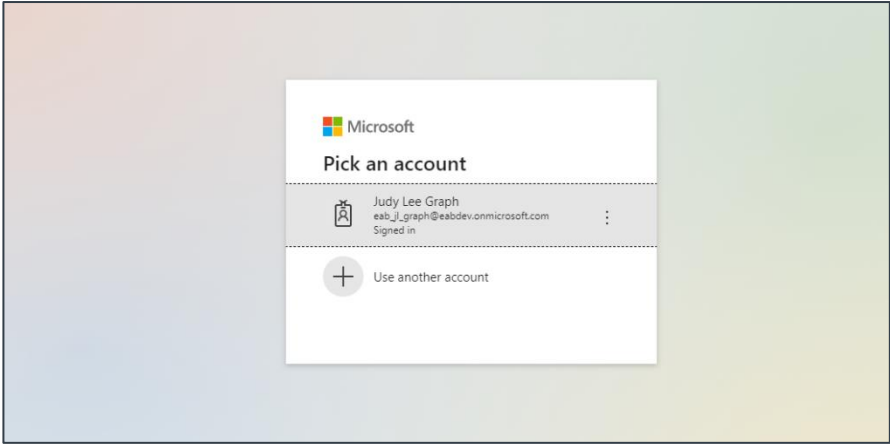 Microsoft
Pick an account
Judy Lee Graph
eab_jl_graph@eabdev.onmicrosoft.com
Signed in
Use another account